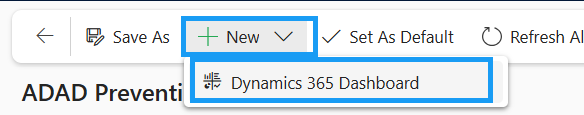 Save As New Set As Default Refresh Al
Dynamics 365 Dashboard
ADAD Preventi